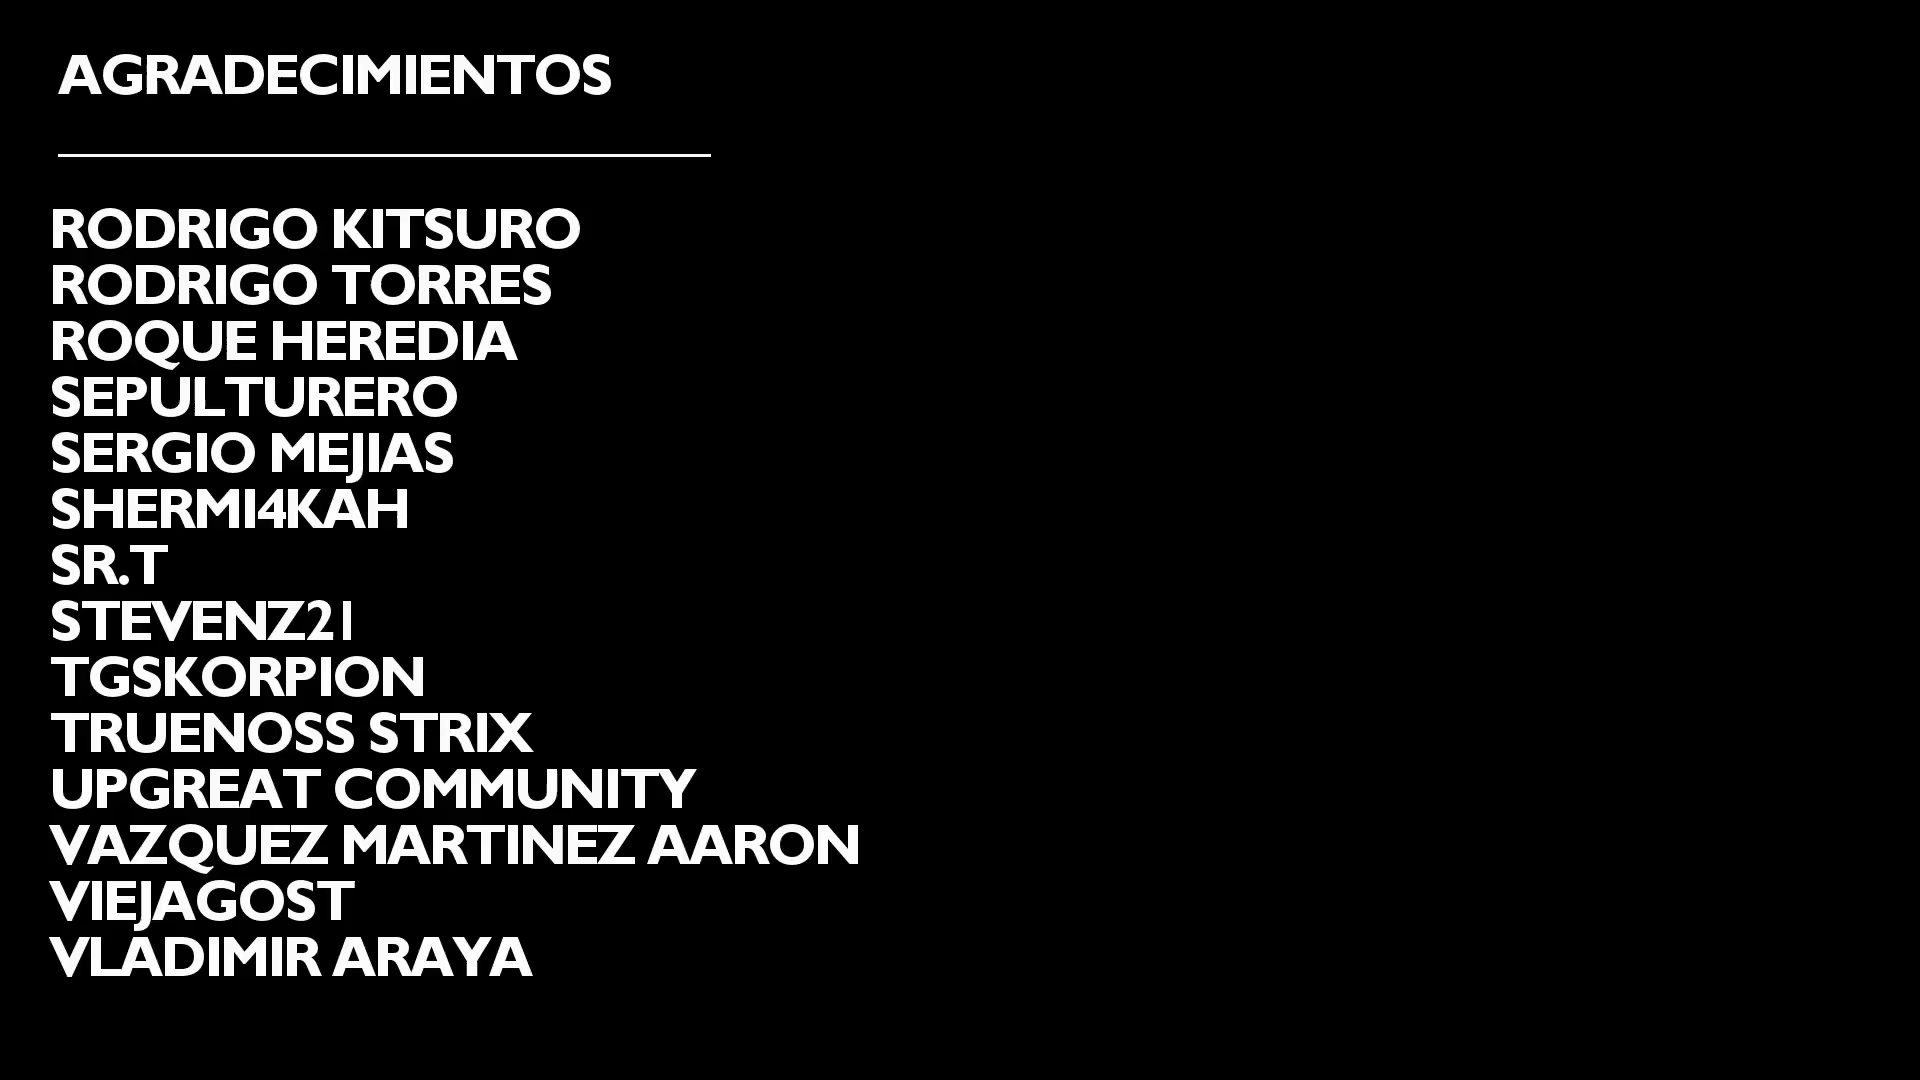 AGRADECIMIENTOS
RODRIGO KITSURO
RODRIGO TORRES
ROQUE HEREDIA
SEPULTURERO
SERGIO MEJIAS
SHERMI4KAH
SR.T
STEVENZ21
TGSKORPION
TRUENOSS STRIX
UPGREAT COMMUNITY
VAZQUEZ MARTINEZ AARON
VIEJAGOST
VLADIMIR ARAYA